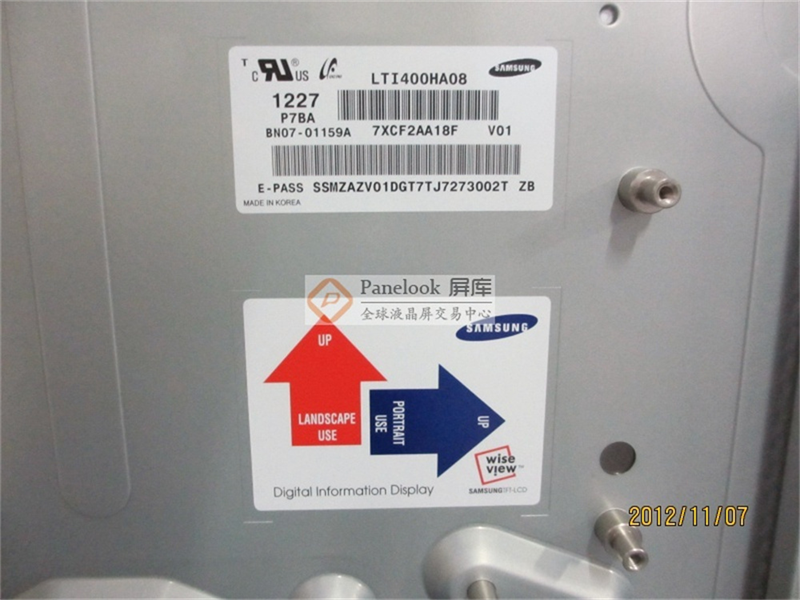 T
c RU ® US
LTI400HA08
SAMSUNG
1227
P7BA
BN07-01159A 7XCF2AA18F V01
E-PASS SSMZAZV01DGT7TJ7273002T ZB
MADE IN KOREA
Panelook 屏库
全球液晶屏交易中心
SAMSUNG
UP
LANDSCAPE
USE
PORTRAIT
USE
UP
wise
view™
Digital Information Display
SAMSUNG TFT-LCD
2012/11/07